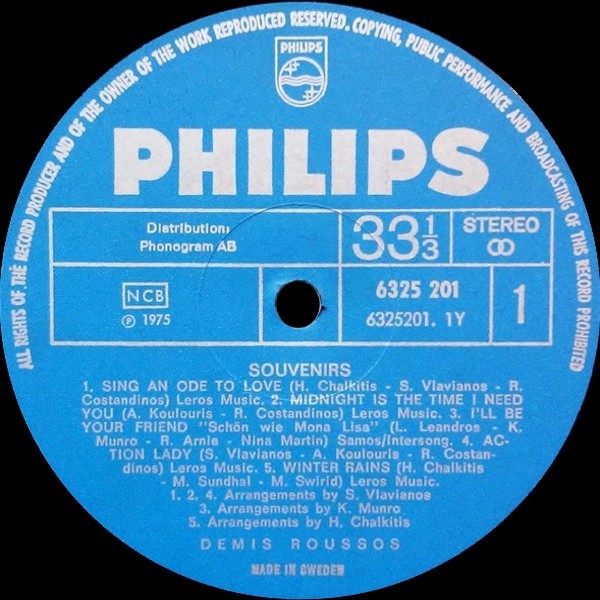 ALL RIGHTS OF THE RECORD PRODUCER AND OF THE OWNER OF THE WORK REPRODUCED RESERVED. COPYING, PUBLIC PERFORMANCE AND BROADCASTING OF THIS RECORD PROHIBITED
PHILIPS
PHILIPS
Distribution:
Phonogram AB
33 1/3
STEREO
NCB
℗ 1975
6325 201
6325201. 1Y
1
SOUVENIRS
1. SING AN ODE TO LOVE (H. Chalkitis - S. Vlavianos - R.
Costandinos) Leros Music. 2. MIDNIGHT IS THE TIME I NEED
YOU (A. Koulouris - R. Costandinos) Leros Music. 3. I'LL BE
YOUR FRIEND "Schön wie Mona Lisa" (L. Leandros - K.
Munro - R. Arnie - Nina Martin) Samos/Intersong. 4. AC-
TION LADY (S. Vlavianos - A. Koulouris - R. Costan-
dinos) Leros Music. 5. WINTER RAINS (H. Chalkitis
- M. Sundhal - M. Swirid) Leros Music.
1. 2. 4. Arrangements by S. Vlavianos
3. Arrangements by K. Munro
5. Arrangements by H. Chalkitis
DEMIS ROUSSOS
MADE IN SWEDEN